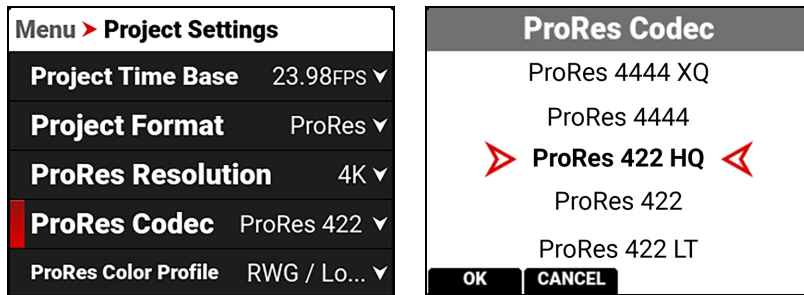 Menu > Project Settings
Project Time Base 23.98FPS
Project Format ProRes
ProRes Resolution 4K
ProRes Codec ProRes 422
ProRes Color Profile RWG / Lo...
ProRes Codec
ProRes 4444 XQ
ProRes 4444
ProRes 422 HQ
ProRes 422
ProRes 422 LT
OK CANCEL